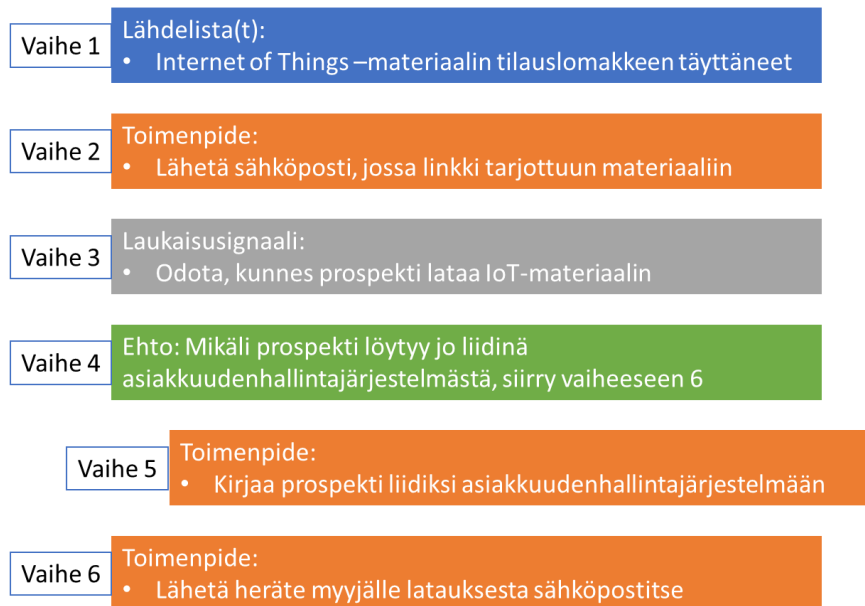 Vaihe 1
Lähdelista(t):
• Internet of Things –materiaalin tilauslomakkeen täyttäneet
Vaihe 2
Toimenpide:
• Lähetä sähköposti, jossa linkki tarjottuun materiaaliin
Vaihe 3
Laukaisusignaali:
• Odota, kunnes prospekti lataa IoT-materiaalin
Vaihe 4
Ehto: Mikäli prospekti löytyy jo liidinä
asiakkuudenhallintajärjestelmästä, siirry vaiheeseen 6
Vaihe 5
Toimenpide:
• Kirjaa prospekti liidiksi asiakkuudenhallintajärjestelmään
Vaihe 6
Toimenpide:
• Lähetä heräte myyjälle latauksesta sähköpostitse